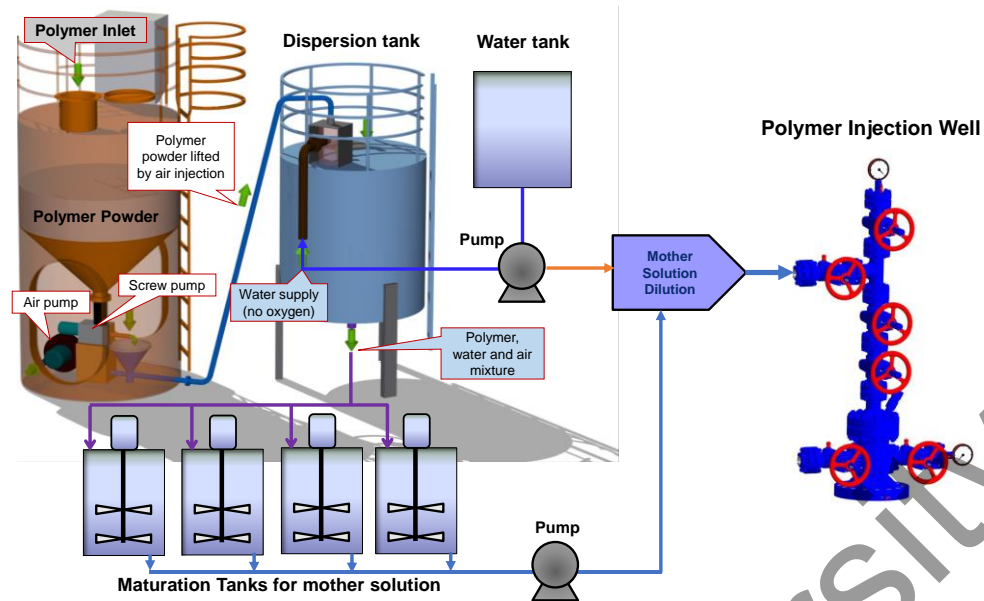 Polymer Inlet
Dispersion tank
Water tank
Polymer
powder lifted
by air injection
Polymer Injection Well
Polymer Powder
Pump
Mother
Solution
Dilution
Air pump
Screw pump
Water supply
(no oxygen)
Polymer,
water and air
mixture
Pump
Maturation Tanks for mother solution